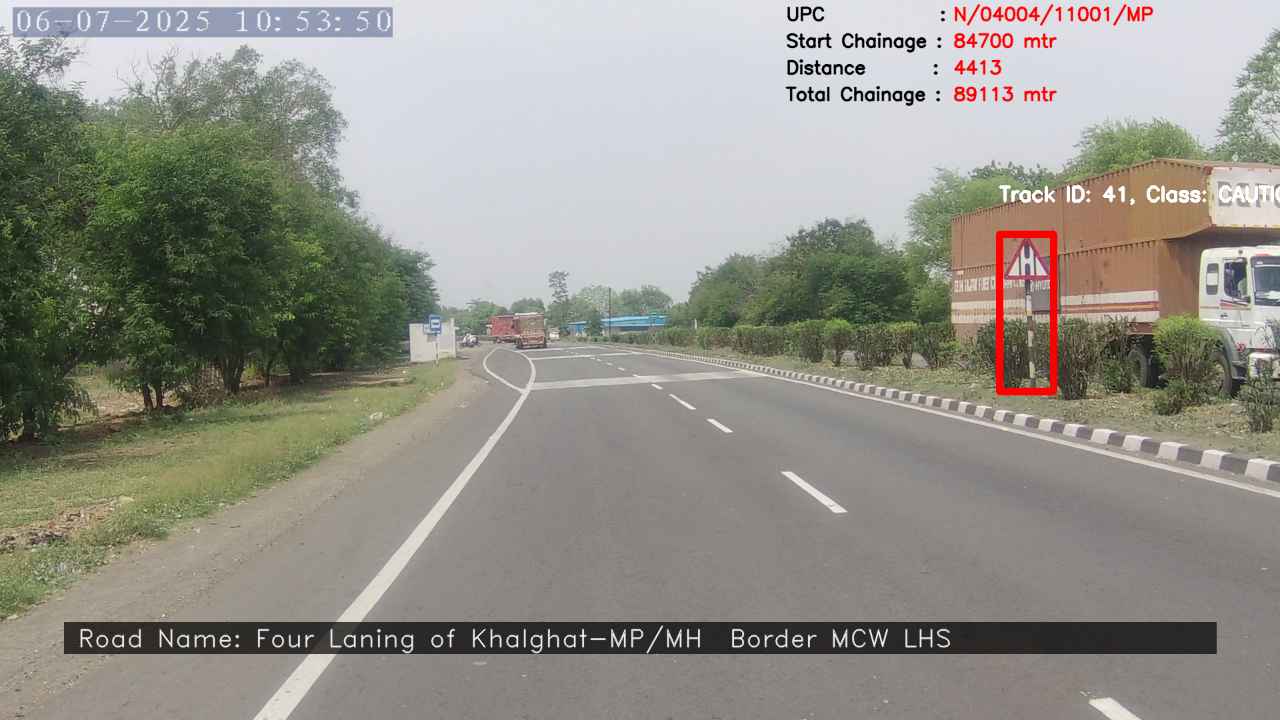 06-07-2025 10:53:50
UPC : N/04004/11001/MP
Start Chainage : 84700 mtr
Distance : 4413
Total Chainage : 89113 mtr
Track ID: 41, Class: CAUTIO
Road Name: Four Laning of Khalghat-MP/MH Border MCW LHS